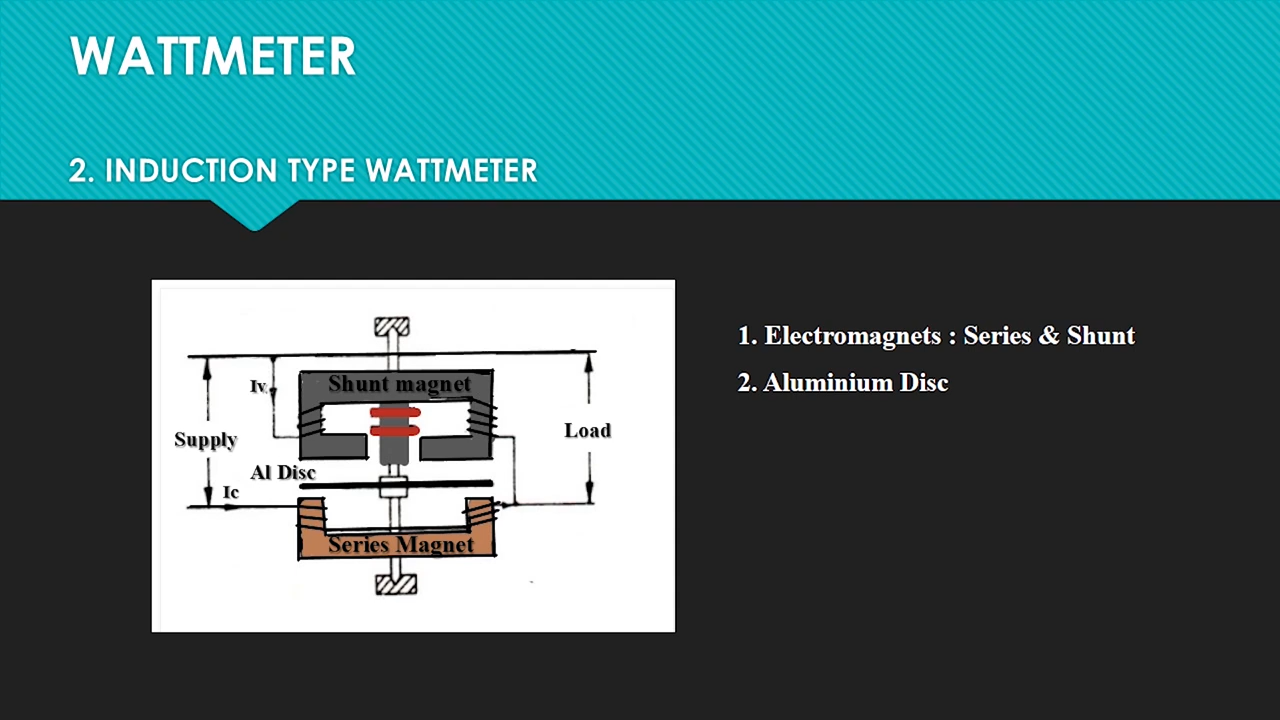 WATTMETER
2. INDUCTION TYPE WATTMETER
Shunt magnet
Iv
Supply
Load
Al Disc
Ic
Series Magnet
1. Electromagnets : Series & Shunt
2. Aluminium Disc